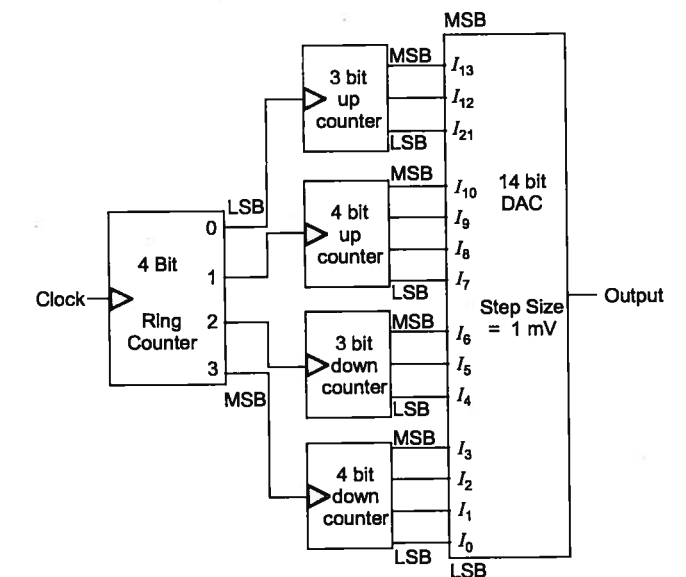 MSB
3 bit
up
counter
MSB
LSB
I13
I12
I21
4 bit
up
counter
MSB
LSB
I10
I9
I8
I7
14 bit
DAC
Step Size
= 1 mV
Output
Clock
4 Bit
Ring
Counter
LSB
0
1
2
3
MSB
3 bit
down
counter
MSB
LSB
I6
I5
I4
4 bit
down
counter
MSB
LSB
I3
I2
I1
I0
LSB